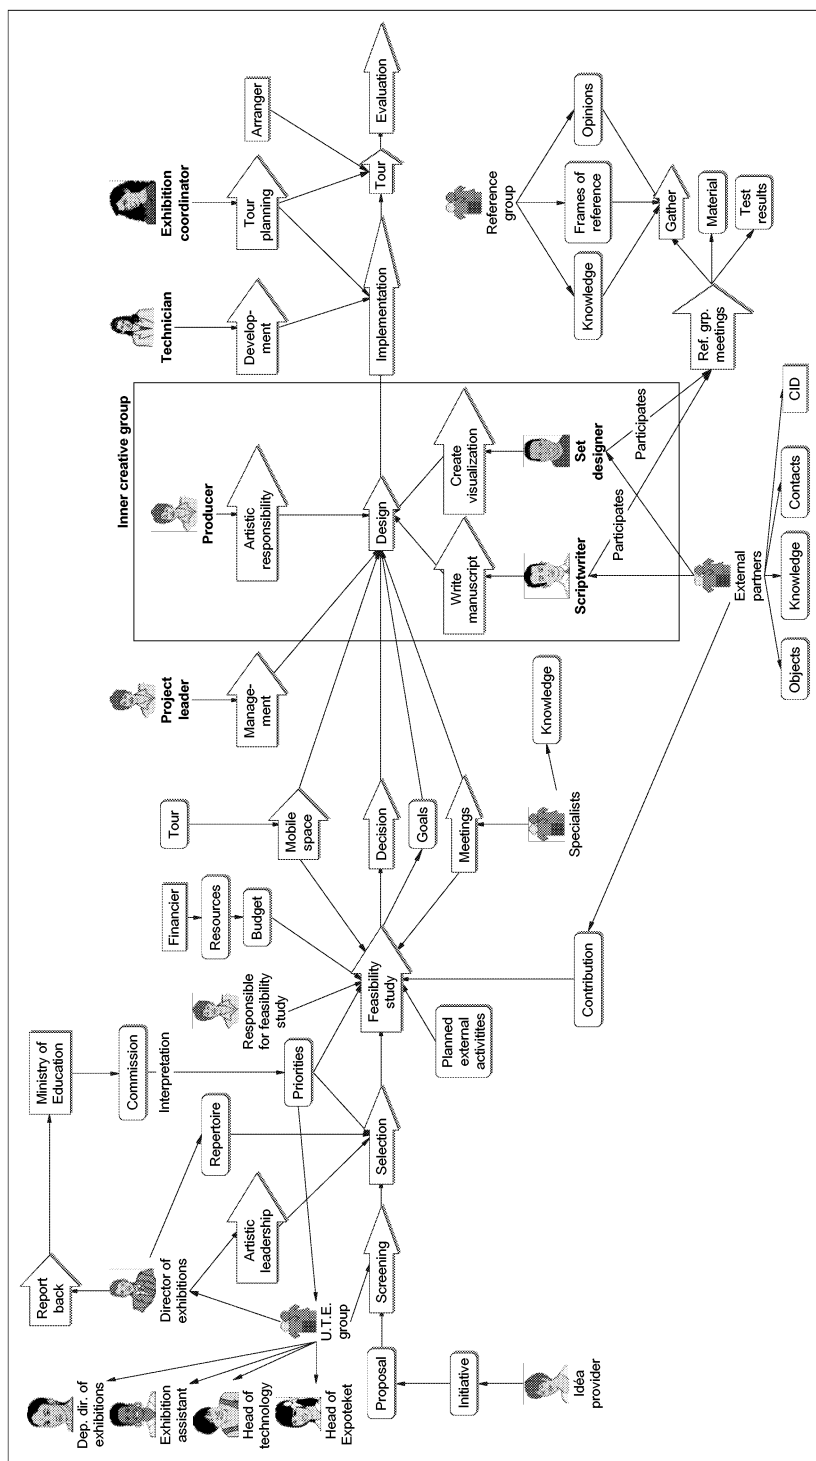 Report
back
Ministry of
Education
Dep. dir. of
exhibitions
Director of
exhibitions
Commission
Interpretation
Exhibition
assistant
Head of
technology
Head of
Expoteket
Repertoire
Artistic
leadership
U.T.E.
group
Priorities
Responsible
for feasibility
study
Financier
Resources
Budget
Tour
Mobile
space
Project
leader
Manage-
ment
Inner creative group
Producer
Artistic
responsibility
Technician
Develop-
ment
Exhibition
coordinator
Tour
planning
Arranger
Proposal
Screening
Selection
Feasibility
study
Decision
Design
Implementation
Tour
Evaluation
Initiative
Idéa
provider
Planned
external
activitites
Goals
Meetings
Specialists
Knowledge
Contribution
Write
manuscript
Create
visualization
Scriptwriter
Set
designer
Participates
Participates
External
partners
Objects
Knowledge
Contacts
CID
Ref. grp.
meetings
Reference
group
Knowledge
Frames of
reference
Opinions
Gather
Material
Test
results